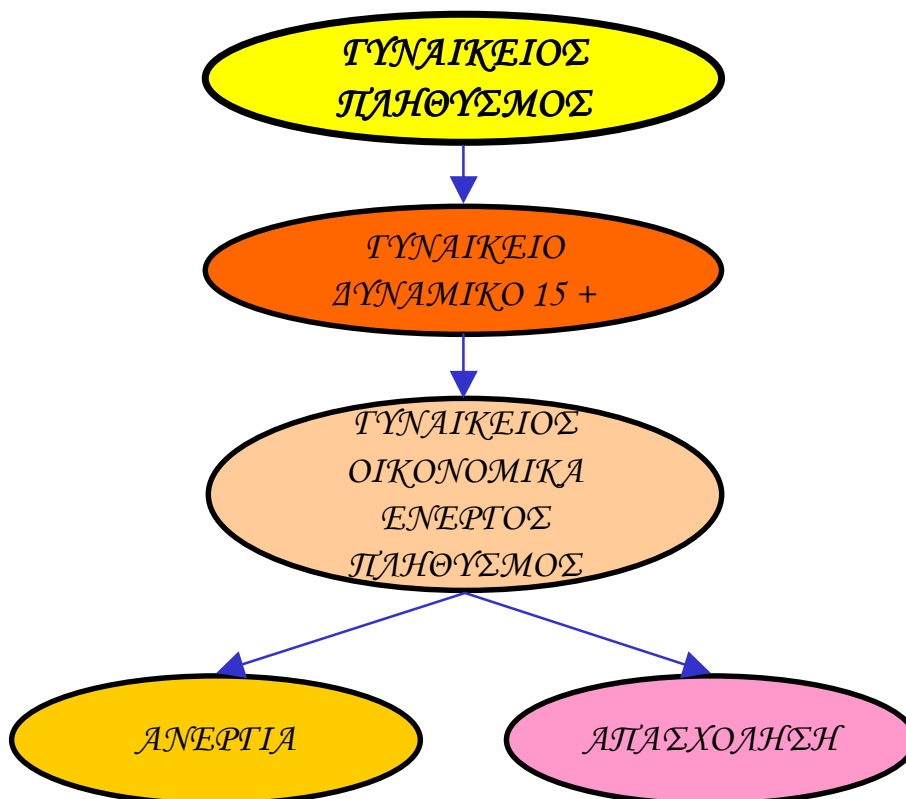 ΓΥΝΑΙΚΕΙΟΣ
ΠΛΗΘΥΣΜΟΣ
ΓΥΝΑΙΚΕΙΟ
ΔΥΝΑΜΙΚΟ 15 +
ΓΥΝΑΙΚΕΙΟΣ
ΟΙΚΟΝΟΜΙΚΑ
ΕΝΕΡΓΟΣ
ΠΛΗΘΥΣΜΟΣ
ΑΝΕΡΓΙΑ
ΑΠΑΣΧΟΛΗΣΗ